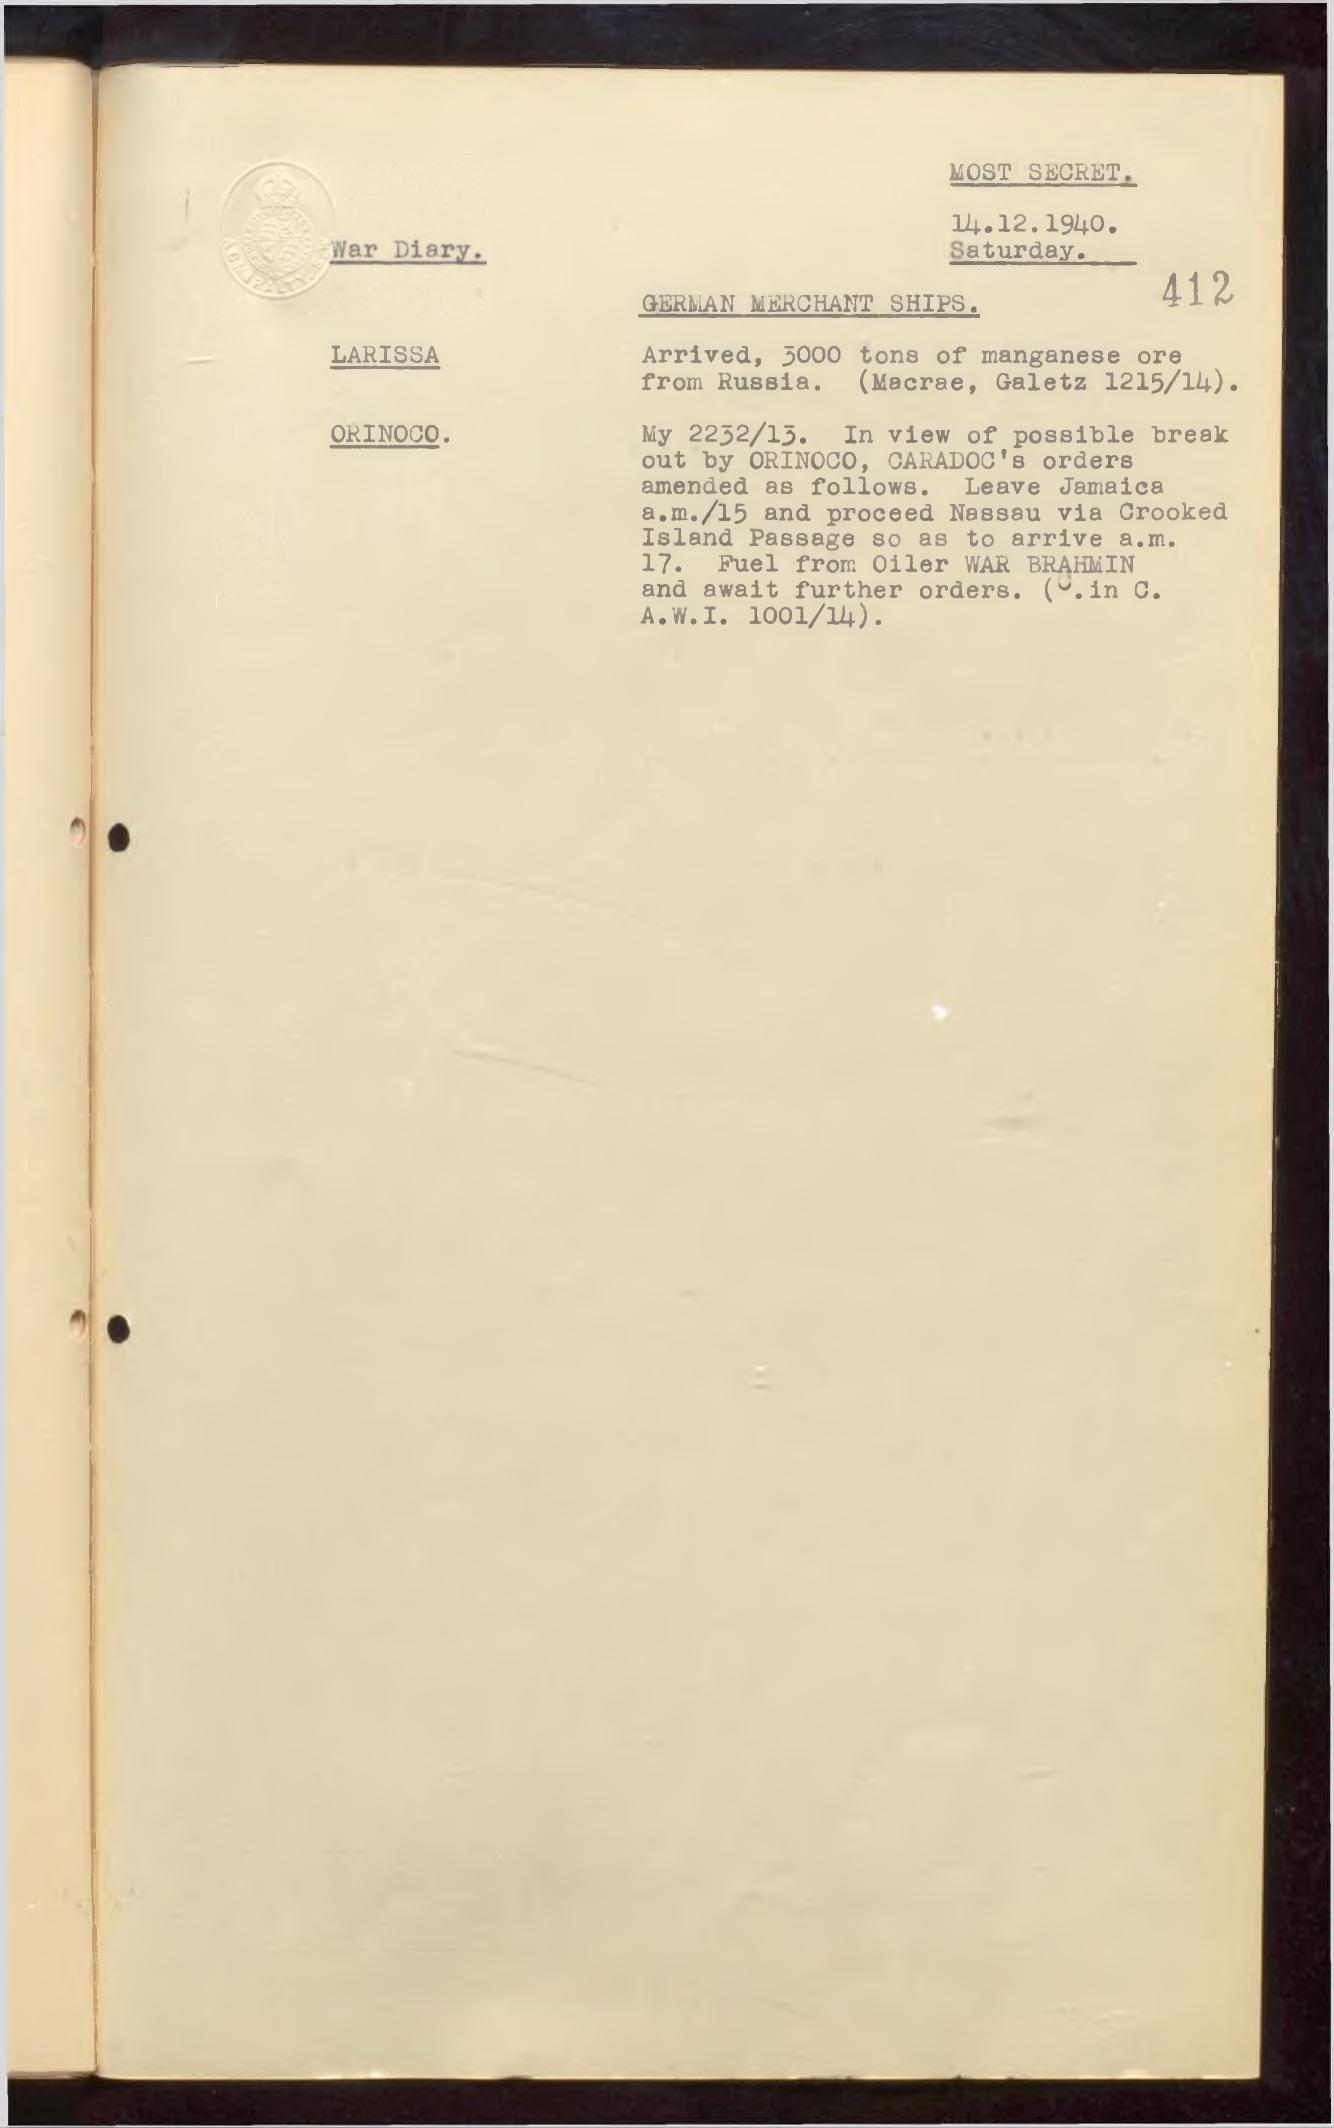 MOST SECRET.
14.12.1940.
War Diary.
Saturday.
412
GERMAN MERCHANT SHIPS.
LARISSA
Arrived, 3000 tons of manganese ore
from Russia. (Macrae, Galetz 1215/14).
ORINOCO.
My 2232/13. In view of possible break
out by ORINOCO, CARADOC's orders
amended as follows. Leave Jamaica
a.m./15 and proceed Nassau via Crooked
Island Passage so as to arrive a.m.
17. Fuel from Oiler WAR BRAHMIN
and await further orders. (.in C.
A.W.I. 1001/14).